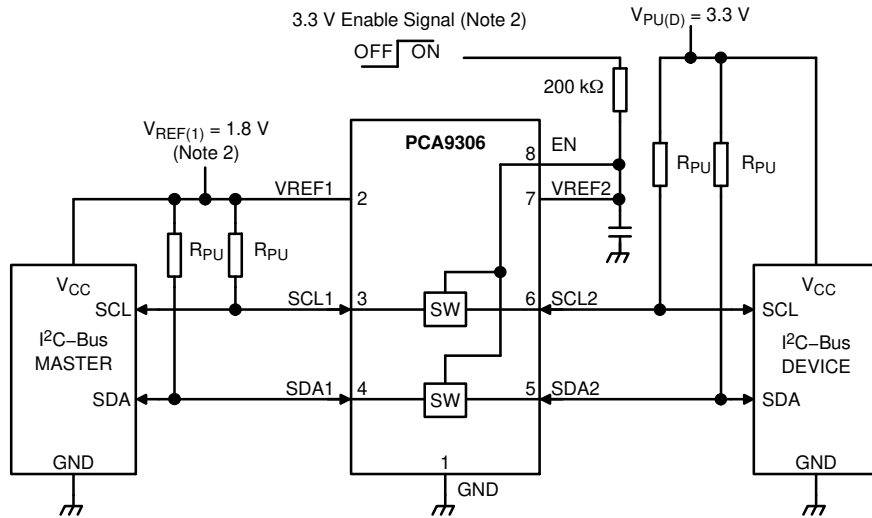 3.3 V Enable Signal (Note 2)
OFF ON
V_PU(D) = 3.3 V
200 kΩ
V_REF(1) = 1.8 V
(Note 2)
PCA9306
8 EN
R_PU R_PU
VREF1 2
7 VREF2
R_PU R_PU
V_CC
V_CC
SCL SCL1 3 SW 6 SCL2 SCL
I²C−Bus
MASTER
I²C−Bus
DEVICE
SDA SDA1 4 SW 5 SDA2 SDA
GND
1
GND
GND